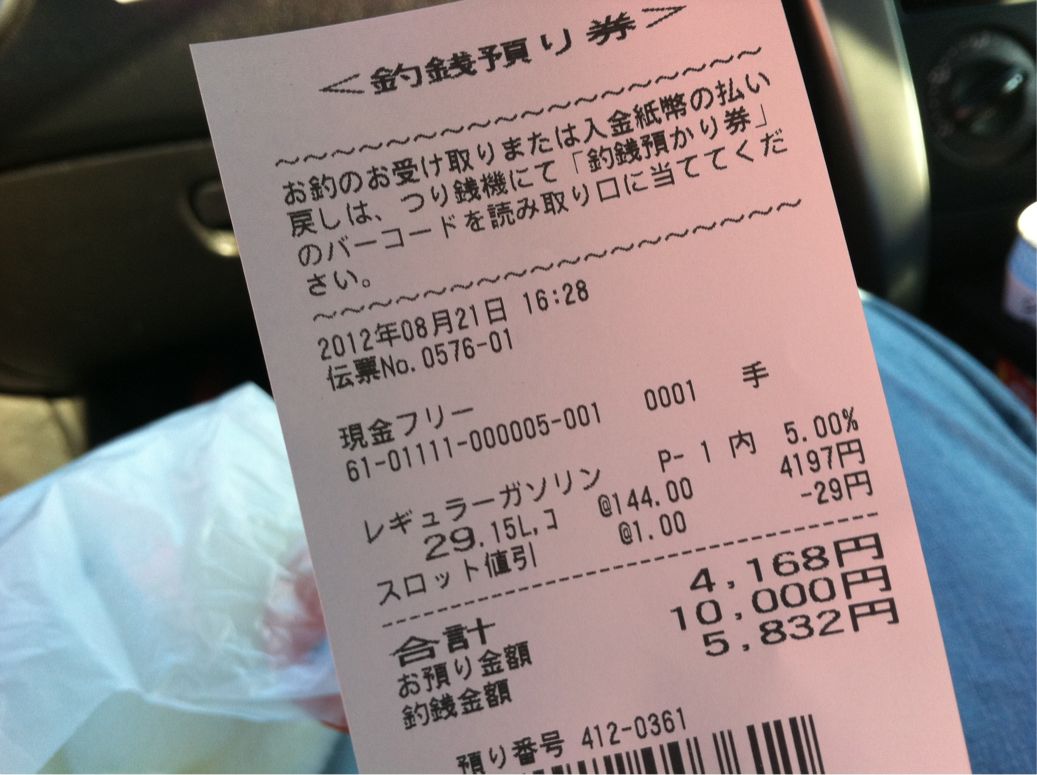 ＜釣銭預り券＞
～～～～～～～～～～～～～～～～～～～～
お釣のお受け取りまたは入金紙幣の払い
戻しは、つり銭機にて「釣銭預かり券」
のバーコードを読み取り口に当ててくだ
さい。
～～～～～～～～～～～～～～～～～～～～
2012年08月21日 16:28
伝票No.0576-01
現金フリー
61-01111-000005-001 0001 手
レギュラーガソリン P- 1 内 5.00%
29.15L,コ @144.00 4197円
スロット値引 @1.00 -29円
合計 4,168円
お預り金額 10,000円
釣銭金額 5,832円
預り番号 412-0361